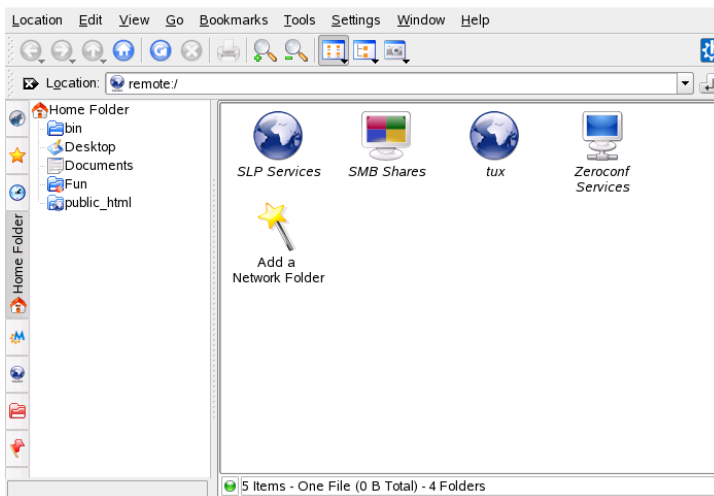 Location Edit View Go Bookmarks Tools Settings Window Help
Location: remote:/
Home Folder
bin
Desktop
Documents
Fun
public_html
Home Folder
SLP Services
SMB Shares
tux
Zeroconf
Services
Add a
Network Folder
5 Items - One File (0 B Total) - 4 Folders